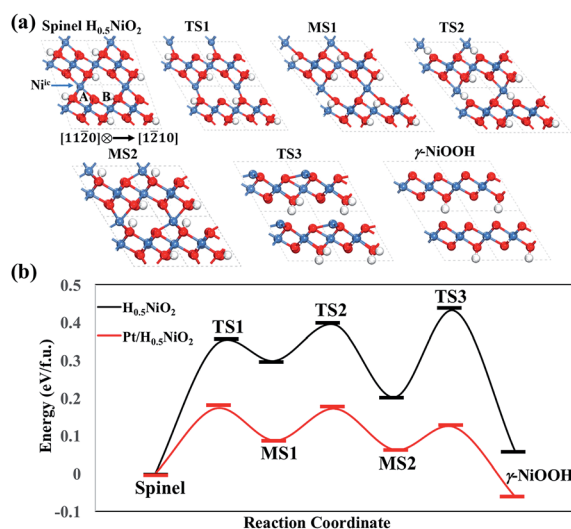 (a) Spinel H₀.₅NiO₂ TS1 MS1 TS2
Niⁱᶜ
A B
[112̅0]⊗ → [12̅10]
MS2 TS3 γ-NiOOH
(b)
0.5
0.4
0.3
0.2
0.1
0
-0.1
Energy (eV/f.u.)
H₀.₅NiO₂
Pt/H₀.₅NiO₂
TS1
TS2
TS3
MS1
MS2
Spinel
γ-NiOOH
Reaction Coordinate